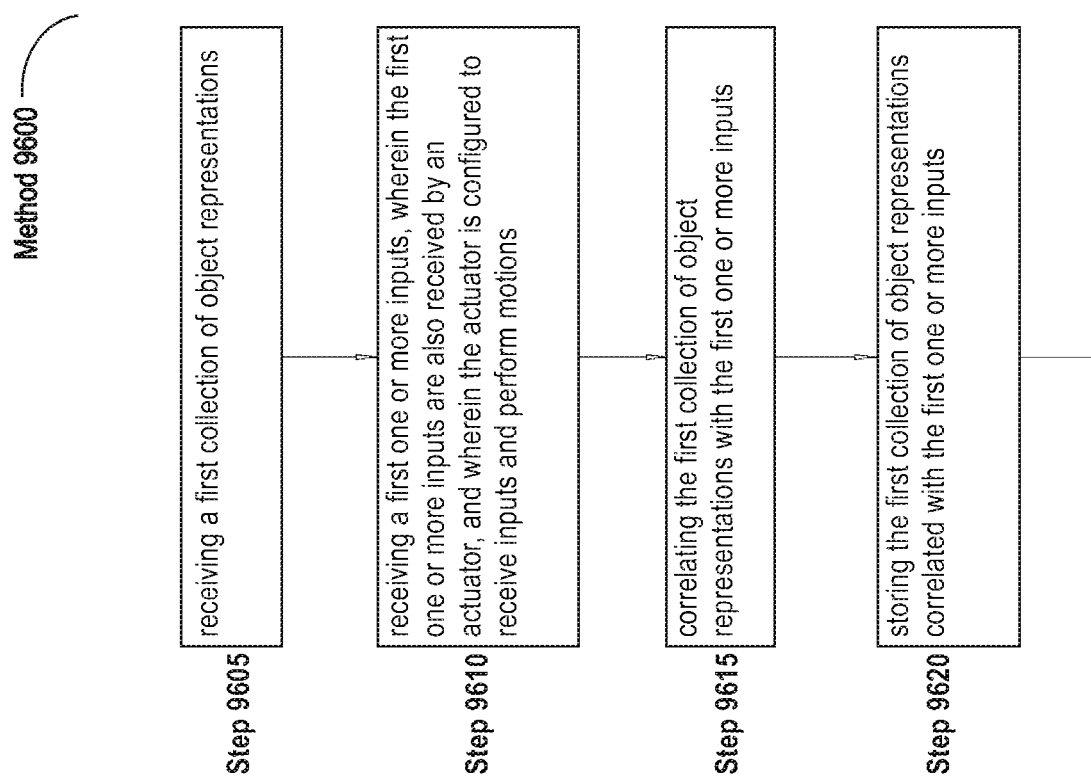 Method 9600
Step 9605
receiving a first collection of object representations
Step 9610
receiving a first one or more inputs, wherein the first
one or more inputs are also received by an
actuator, and wherein the actuator is configured to
receive inputs and perform motions
Step 9615
correlating the first collection of object
representations with the first one or more inputs
Step 9620
storing the first collection of object representations
correlated with the first one or more inputs